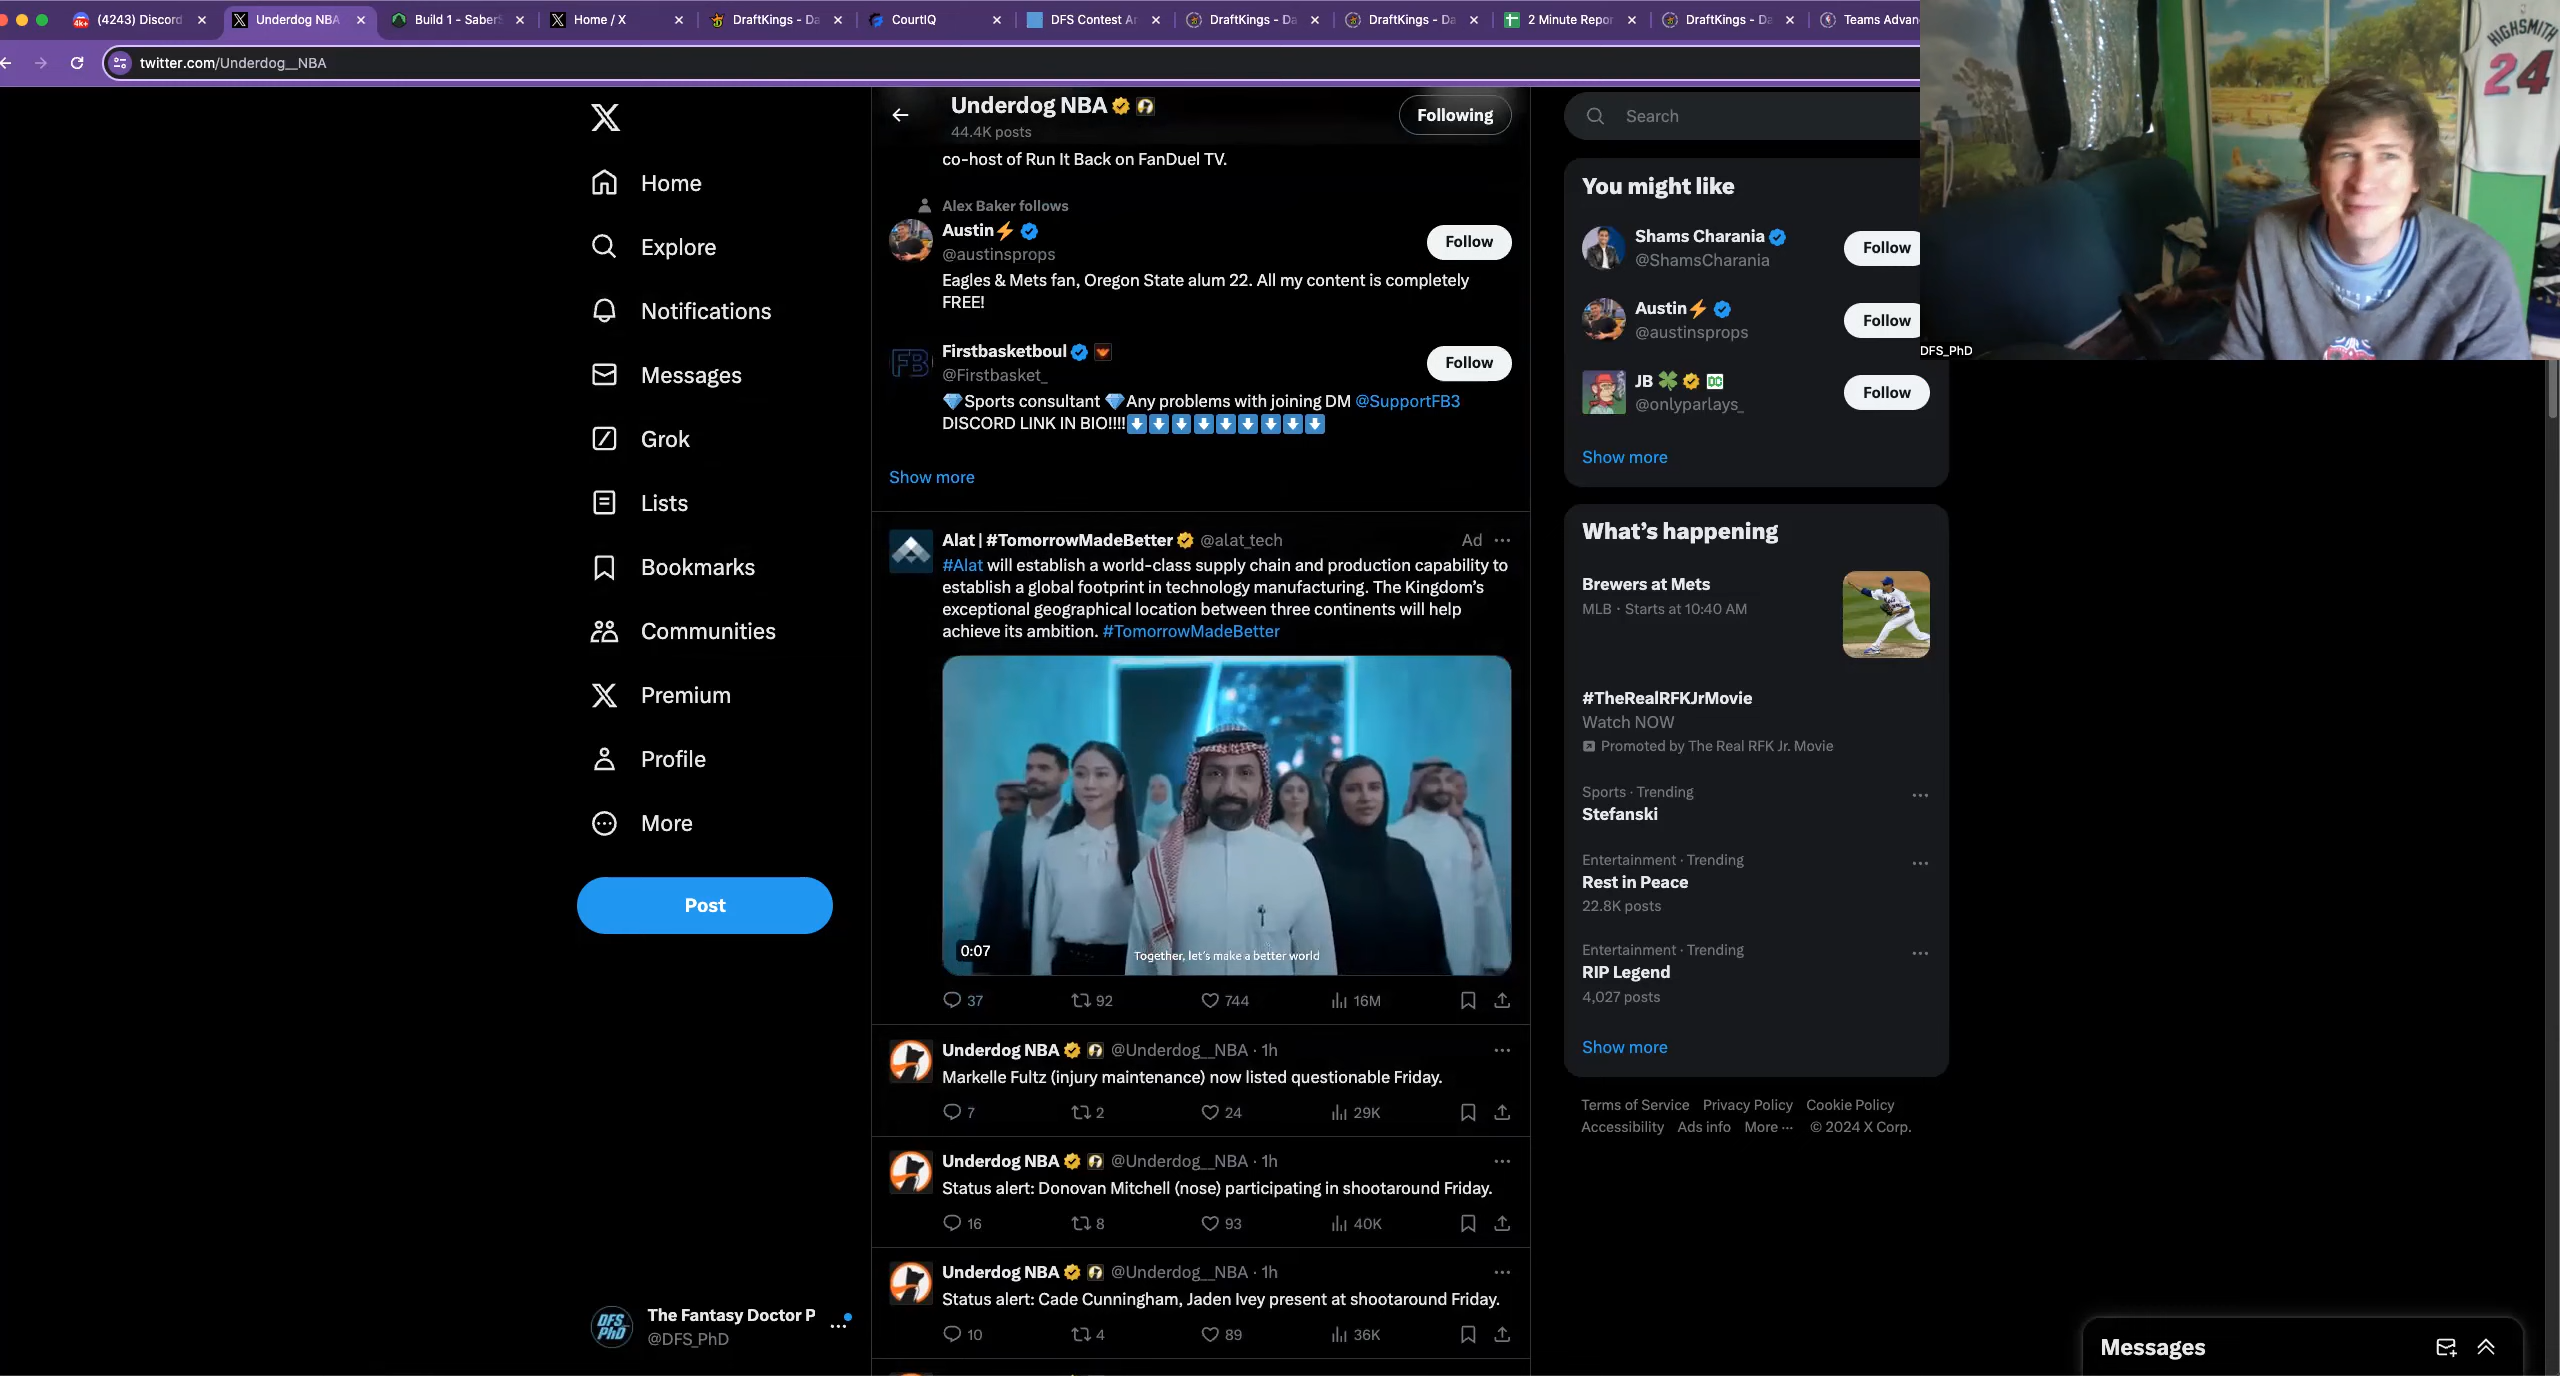 (4243) Discord
Underdog NBA
Build 1 - Saber
Home / X
DraftKings - Da
CourtIQ
DFS Contest A
DraftKings - Da
DraftKings - Da
2 Minute Repor
DraftKings - Da
Teams Advan
twitter.com/Underdog__NBA
Home
Explore
Notifications
Messages
Grok
Lists
Bookmarks
Communities
Premium
Profile
More
Post
The Fantasy Doctor P
@DFS_PhD
Underdog NBA
44.4K posts
Following
co-host of Run It Back on FanDuel TV.
Alex Baker follows
Austin⚡
@austinsprops
Follow
Eagles & Mets fan, Oregon State alum 22. All my content is completely
FREE!
Firstbasketboul
@Firstbasket_
Follow
💎Sports consultant 💎Any problems with joining DM @SupportFB3
DISCORD LINK IN BIO!!!!⬇⬇⬇⬇⬇⬇⬇⬇⬇
Show more
Alat | #TomorrowMadeBetter @alat_tech Ad
#Alat will establish a world-class supply chain and production capability to
establish a global footprint in technology manufacturing. The Kingdom's
exceptional geographical location between three continents will help
achieve its ambition. #TomorrowMadeBetter
0:07
Together, let's make a better world
37 92 744 16M
Underdog NBA @Underdog__NBA · 1h
Markelle Fultz (injury maintenance) now listed questionable Friday.
7 2 24 29K
Underdog NBA @Underdog__NBA · 1h
Status alert: Donovan Mitchell (nose) participating in shootaround Friday.
16 8 93 40K
Underdog NBA @Underdog__NBA · 1h
Status alert: Cade Cunningham, Jaden Ivey present at shootaround Friday.
10 4 89 36K
Search
You might like
Shams Charania
@ShamsCharania
Follow
Austin⚡
@austinsprops
Follow
JB 🍀
@onlyparlays_
Follow
Show more
What's happening
Brewers at Mets
MLB · Starts at 10:40 AM
#TheRealRFKJrMovie
Watch NOW
Promoted by The Real RFK Jr. Movie
Sports · Trending
Stefanski
Entertainment · Trending
Rest in Peace
22.8K posts
Entertainment · Trending
RIP Legend
4,027 posts
Show more
Terms of Service Privacy Policy Cookie Policy
Accessibility Ads info More ··· © 2024 X Corp.
HIGHSMITH
24
DFS_PhD
Messages